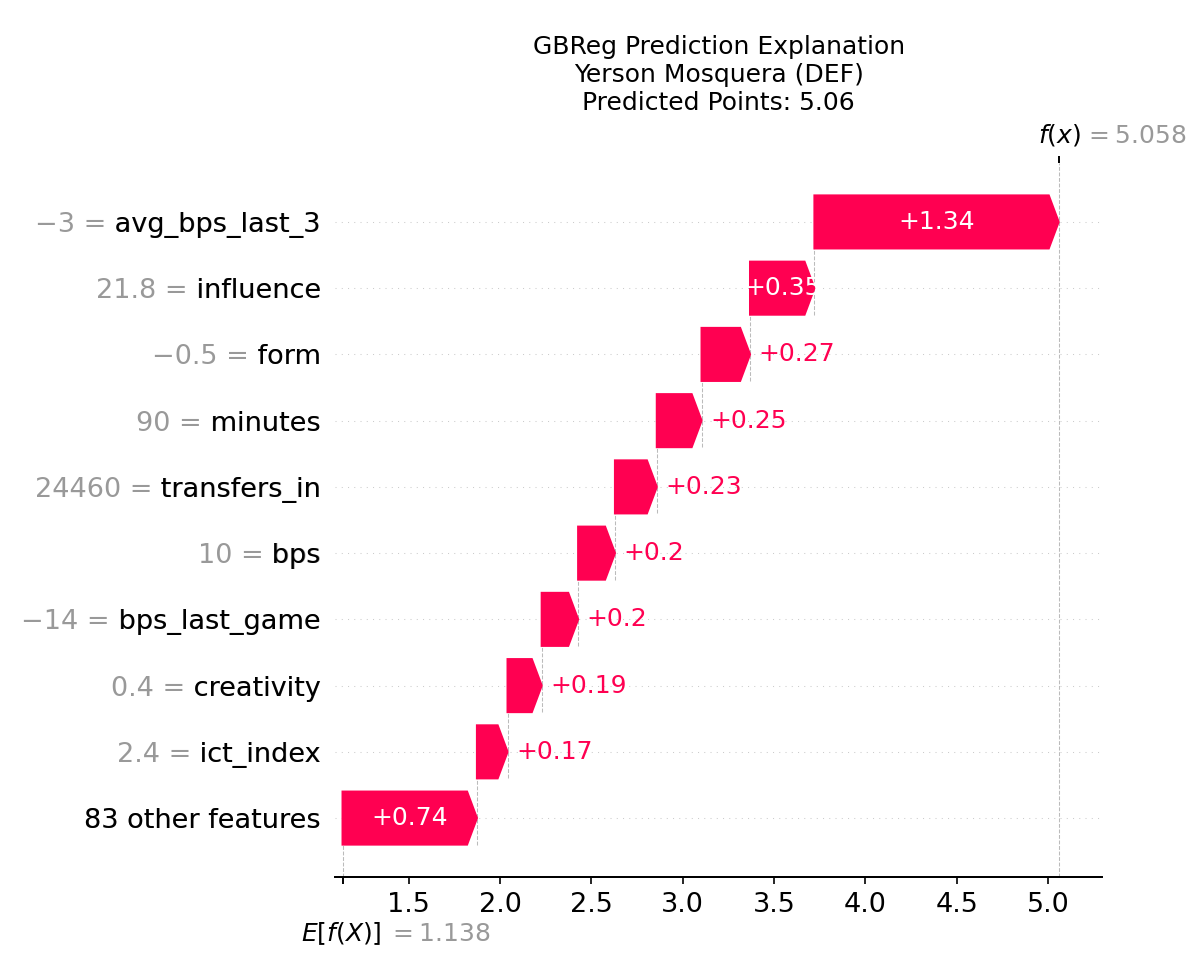 GBReg Prediction Explanation
Yerson Mosquera (DEF)
Predicted Points: 5.06
f(x) = 5.058
−3 = avg_bps_last_3 +1.34
21.8 = influence +0.35
−0.5 = form +0.27
90 = minutes +0.25
24460 = transfers_in +0.23
10 = bps +0.2
−14 = bps_last_game +0.2
0.4 = creativity +0.19
2.4 = ict_index +0.17
83 other features +0.74
1.5 2.0 2.5 3.0 3.5 4.0 4.5 5.0
E[f(X)] = 1.138